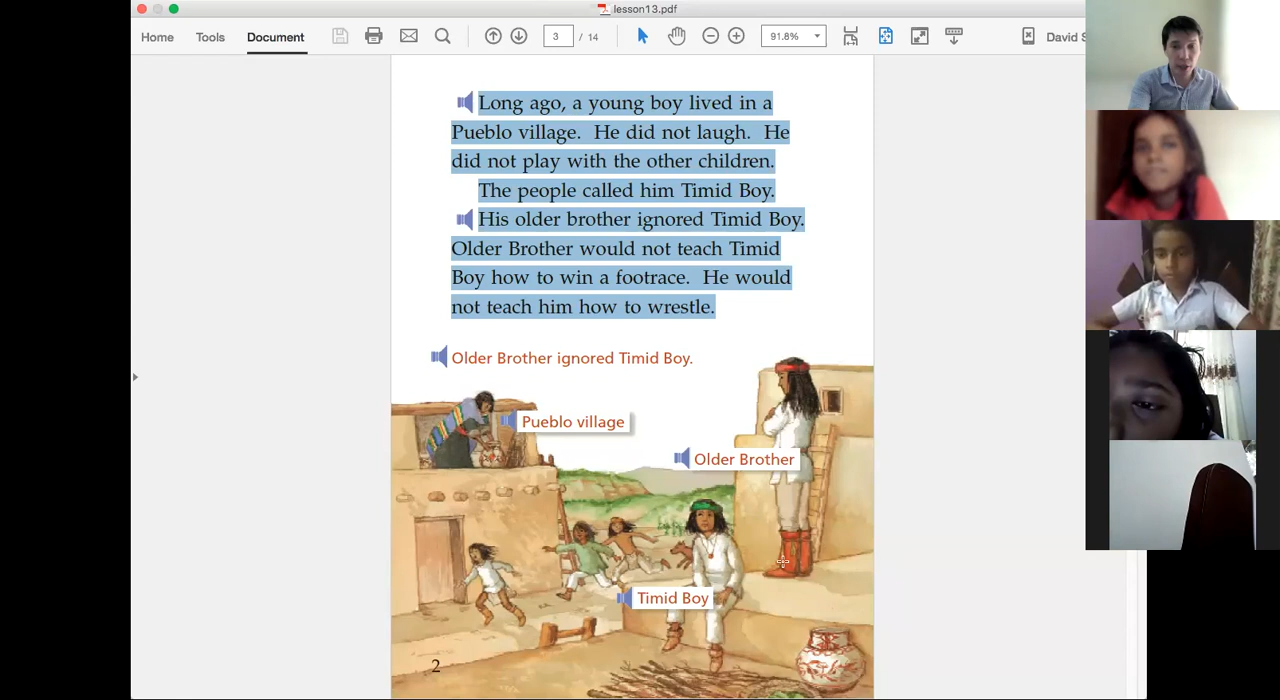 lesson13.pdf
Home Tools Document 3 / 14 91.8% David S
Long ago, a young boy lived in a
Pueblo village. He did not laugh. He
did not play with the other children.
The people called him Timid Boy.
His older brother ignored Timid Boy.
Older Brother would not teach Timid
Boy how to win a footrace. He would
not teach him how to wrestle.
Older Brother ignored Timid Boy.
Pueblo village
Older Brother
Timid Boy
2